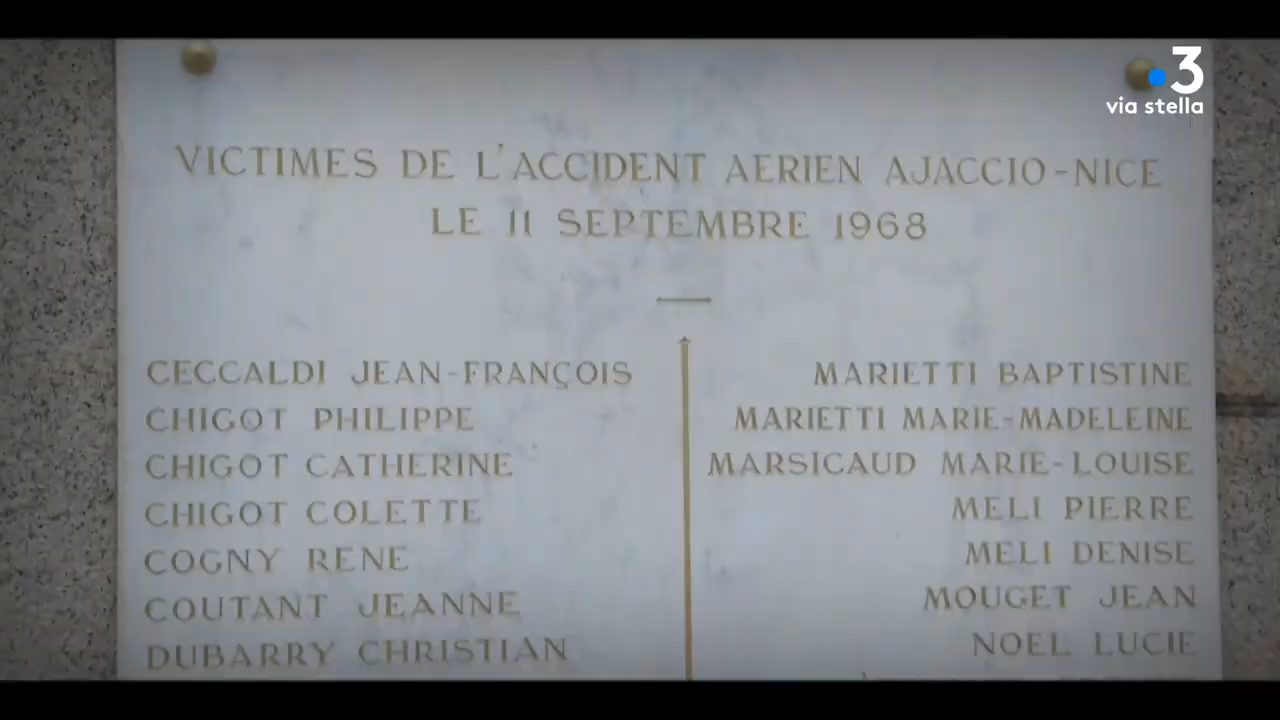 3
via stella
VICTIMES DE L'ACCIDENT AERIEN AJACCIO-NICE
LE 11 SEPTEMBRE 1968
CECCALDI JEAN-FRANÇOIS
CHIGOT PHILIPPE
CHIGOT CATHERINE
CHIGOT COLETTE
COGNY RENE
COUTANT JEANNE
DUBARRY CHRISTIAN
MARIETTI BAPTISTINE
MARIETTI MARIE-MADELEINE
MARSICAUD MARIE-LOUISE
MELI PIERRE
MELI DENISE
MOUGET JEAN
NOEL LUCIE